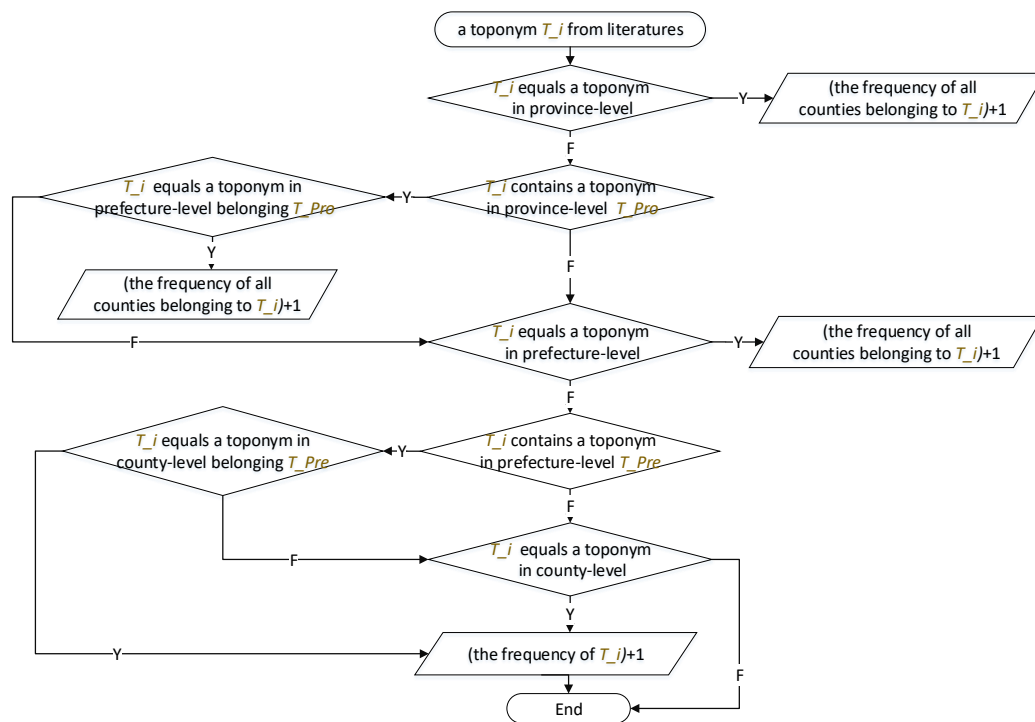 a toponym T_i from literatures
T_i equals a toponym
in province-level
Y
(the frequency of all
counties belonging to T_i)+1
F
T_i equals a toponym in
prefecture-level belonging T_Pro
Y
T_i contains a toponym
in province-level T_Pro
Y
F
(the frequency of all
counties belonging to T_i)+1
F
T_i equals a toponym
in prefecture-level
Y
(the frequency of all
counties belonging to T_i)+1
F
T_i equals a toponym in
county-level belonging T_Pre
Y
T_i contains a toponym
in prefecture-level T_Pre
F
F
T_i equals a toponym
in county-level
Y
Y
(the frequency of T_i)+1
F
End